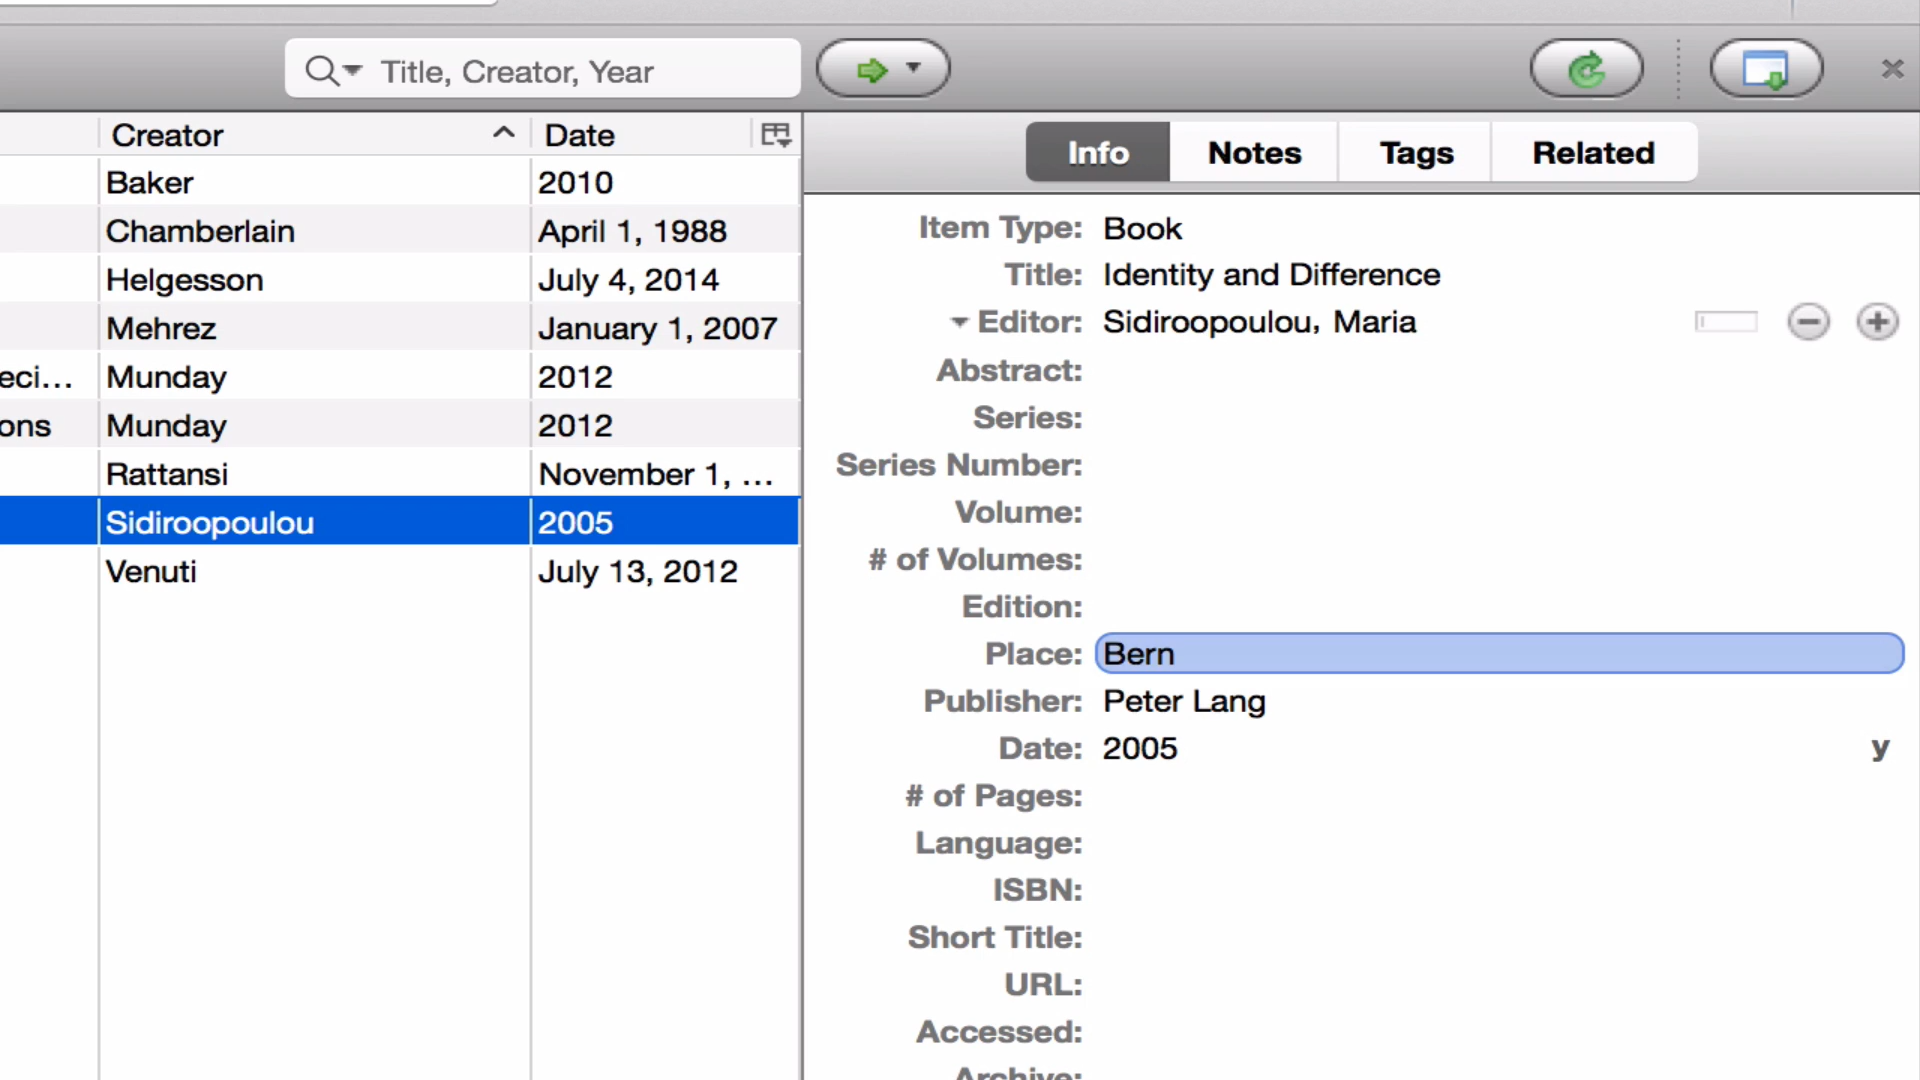 Title, Creator, Year
Creator Date
Baker 2010
Chamberlain April 1, 1988
Helgesson July 4, 2014
Mehrez January 1, 2007
eci… Munday 2012
ons Munday 2012
Rattansi November 1, …
Sidiroopoulou 2005
Venuti July 13, 2012
Info Notes Tags Related
Item Type: Book
Title: Identity and Difference
Editor: Sidiroopoulou, Maria
Abstract:
Series:
Series Number:
Volume:
# of Volumes:
Edition:
Place: Bern
Publisher: Peter Lang
Date: 2005 y
# of Pages:
Language:
ISBN:
Short Title:
URL:
Accessed:
Archive: